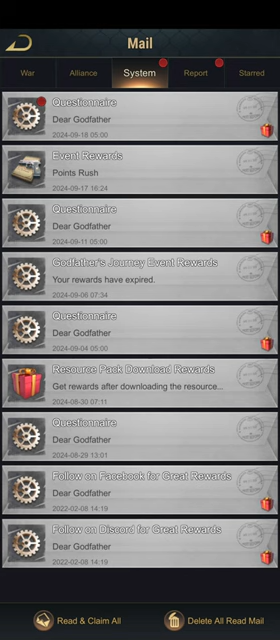 Mail
War
Alliance
System
Report
Starred
Questionnaire
Dear Godfather
2024-09-18 05:00
Event Rewards
Points Rush
2024-09-17 16:24
Questionnaire
Dear Godfather
2024-09-11 05:00
Godfather's Journey Event Rewards
Your rewards have expired.
2024-09-06 07:34
Questionnaire
Dear Godfather
2024-09-04 05:00
Resource Pack Download Rewards
Get rewards after downloading the resource...
2024-08-30 07:11
Questionnaire
Dear Godfather
2024-08-29 13:01
Follow on Facebook for Great Rewards
Dear Godfather
2022-02-08 14:19
Follow on Discord for Great Rewards
Dear Godfather
2022-02-08 14:19
Read & Claim All
Delete All Read Mail